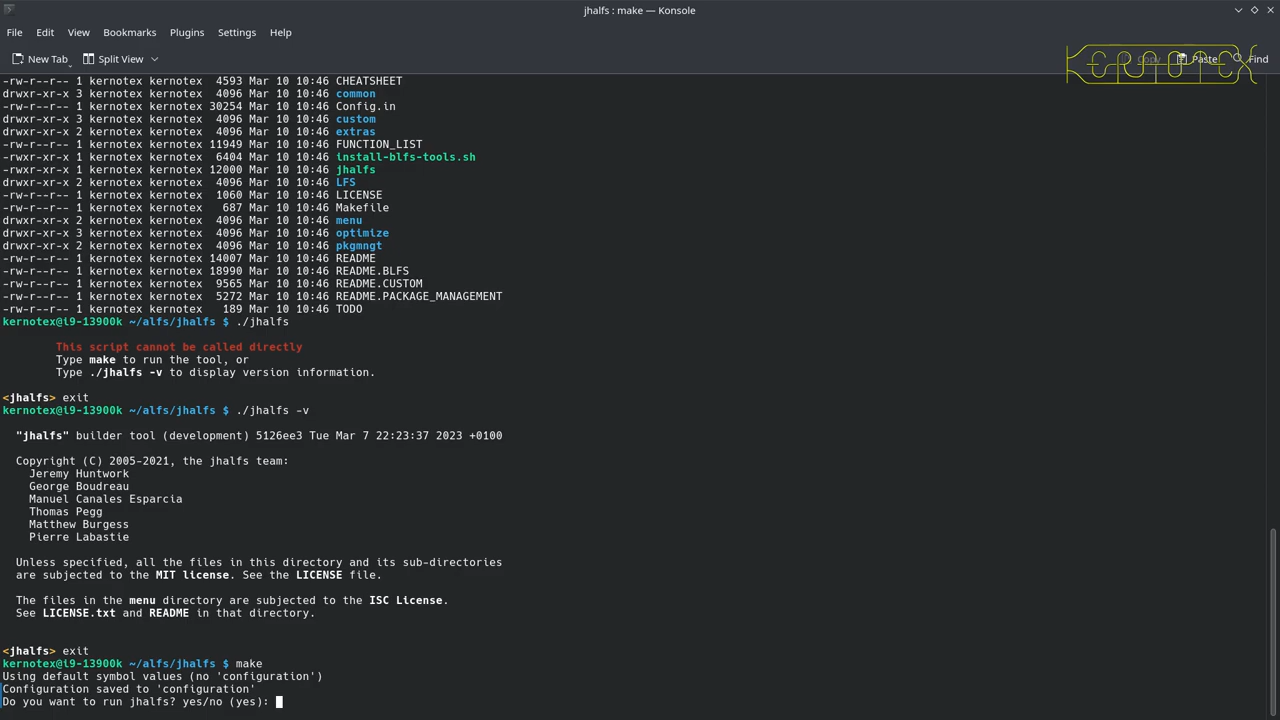 jhalfs : make — Konsole
File Edit View Bookmarks Plugins Settings Help
New Tab Split View Copy Paste Find
KERNOTEX
-rw-r--r-- 1 kernotex kernotex  4593 Mar 10 10:46 CHEATSHEET
drwxr-xr-x 3 kernotex kernotex  4096 Mar 10 10:46 common
-rw-r--r-- 1 kernotex kernotex 30254 Mar 10 10:46 Config.in
drwxr-xr-x 3 kernotex kernotex  4096 Mar 10 10:46 custom
drwxr-xr-x 2 kernotex kernotex  4096 Mar 10 10:46 extras
-rw-r--r-- 1 kernotex kernotex 11949 Mar 10 10:46 FUNCTION_LIST
-rwxr-xr-x 1 kernotex kernotex  6404 Mar 10 10:46 install-blfs-tools.sh
-rwxr-xr-x 1 kernotex kernotex 12000 Mar 10 10:46 jhalfs
drwxr-xr-x 2 kernotex kernotex  4096 Mar 10 10:46 LFS
-rw-r--r-- 1 kernotex kernotex  1060 Mar 10 10:46 LICENSE
-rw-r--r-- 1 kernotex kernotex   687 Mar 10 10:46 Makefile
drwxr-xr-x 2 kernotex kernotex  4096 Mar 10 10:46 menu
drwxr-xr-x 3 kernotex kernotex  4096 Mar 10 10:46 optimize
drwxr-xr-x 2 kernotex kernotex  4096 Mar 10 10:46 pkgmngt
-rw-r--r-- 1 kernotex kernotex 14007 Mar 10 10:46 README
-rw-r--r-- 1 kernotex kernotex 18990 Mar 10 10:46 README.BLFS
-rw-r--r-- 1 kernotex kernotex  9565 Mar 10 10:46 README.CUSTOM
-rw-r--r-- 1 kernotex kernotex  5272 Mar 10 10:46 README.PACKAGE_MANAGEMENT
-rw-r--r-- 1 kernotex kernotex   189 Mar 10 10:46 TODO
kernotex@i9-13900k ~/alfs/jhalfs $ ./jhalfs
This script cannot be called directly
Type make to run the tool, or
Type ./jhalfs -v to display version information.
<jhalfs> exit
kernotex@i9-13900k ~/alfs/jhalfs $ ./jhalfs -v
"jhalfs" builder tool (development) 5126ee3 Tue Mar 7 22:23:37 2023 +0100
Copyright (C) 2005-2021, the jhalfs team:
Jeremy Huntwork
George Boudreau
Manuel Canales Esparcia
Thomas Pegg
Matthew Burgess
Pierre Labastie
Unless specified, all the files in this directory and its sub-directories
are subjected to the MIT license. See the LICENSE file.
The files in the menu directory are subjected to the ISC License.
See LICENSE.txt and README in that directory.
<jhalfs> exit
kernotex@i9-13900k ~/alfs/jhalfs $ make
Using default symbol values (no 'configuration')
Configuration saved to 'configuration'
Do you want to run jhalfs? yes/no (yes):